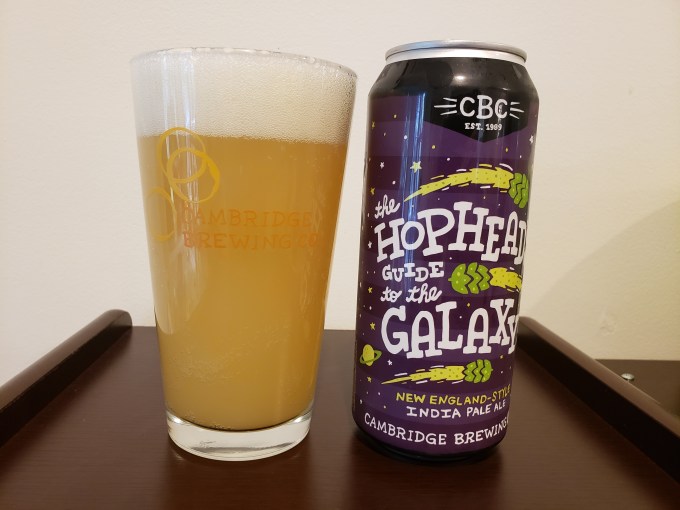 CAMBRIDGE
BREWING CO
CBC
EST. 1989
the
HOPHEAD
GUIDE
to the
GALAXY
NEW ENGLAND-STYLE
INDIA PALE ALE
CAMBRIDGE BREWING